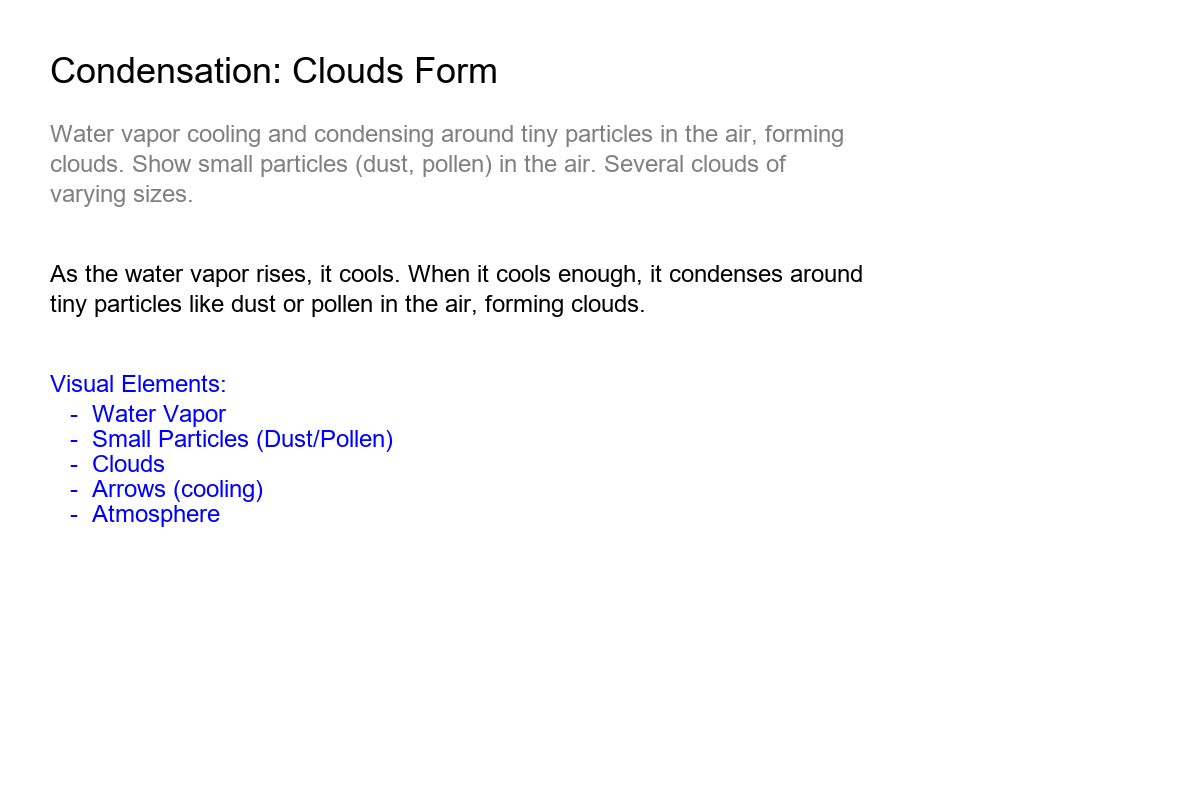 Condensation: Clouds Form
Water vapor cooling and condensing around tiny particles in the air, forming
clouds. Show small particles (dust, pollen) in the air. Several clouds of
varying sizes.
As the water vapor rises, it cools. When it cools enough, it condenses around
tiny particles like dust or pollen in the air, forming clouds.
Visual Elements:
- Water Vapor
- Small Particles (Dust/Pollen)
- Clouds
- Arrows (cooling)
- Atmosphere